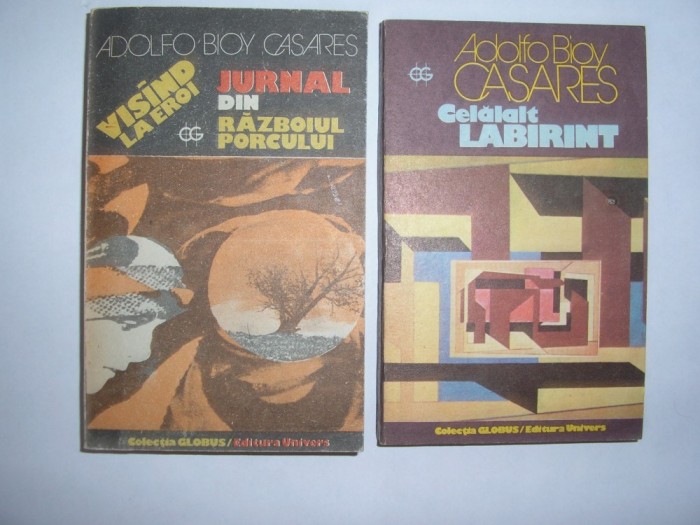 ADOLFO·BIOY CASARES
VISÎND
LA EROI
JURNAL
DIN
RĂZBOIUL
PORCULUI
CG
Colecția GLOBUS/Editura Univers
Adolfo Bioy
CASARES
CG
Celălalt
LABIRINT
Colecția GLOBUS/Editura Univers